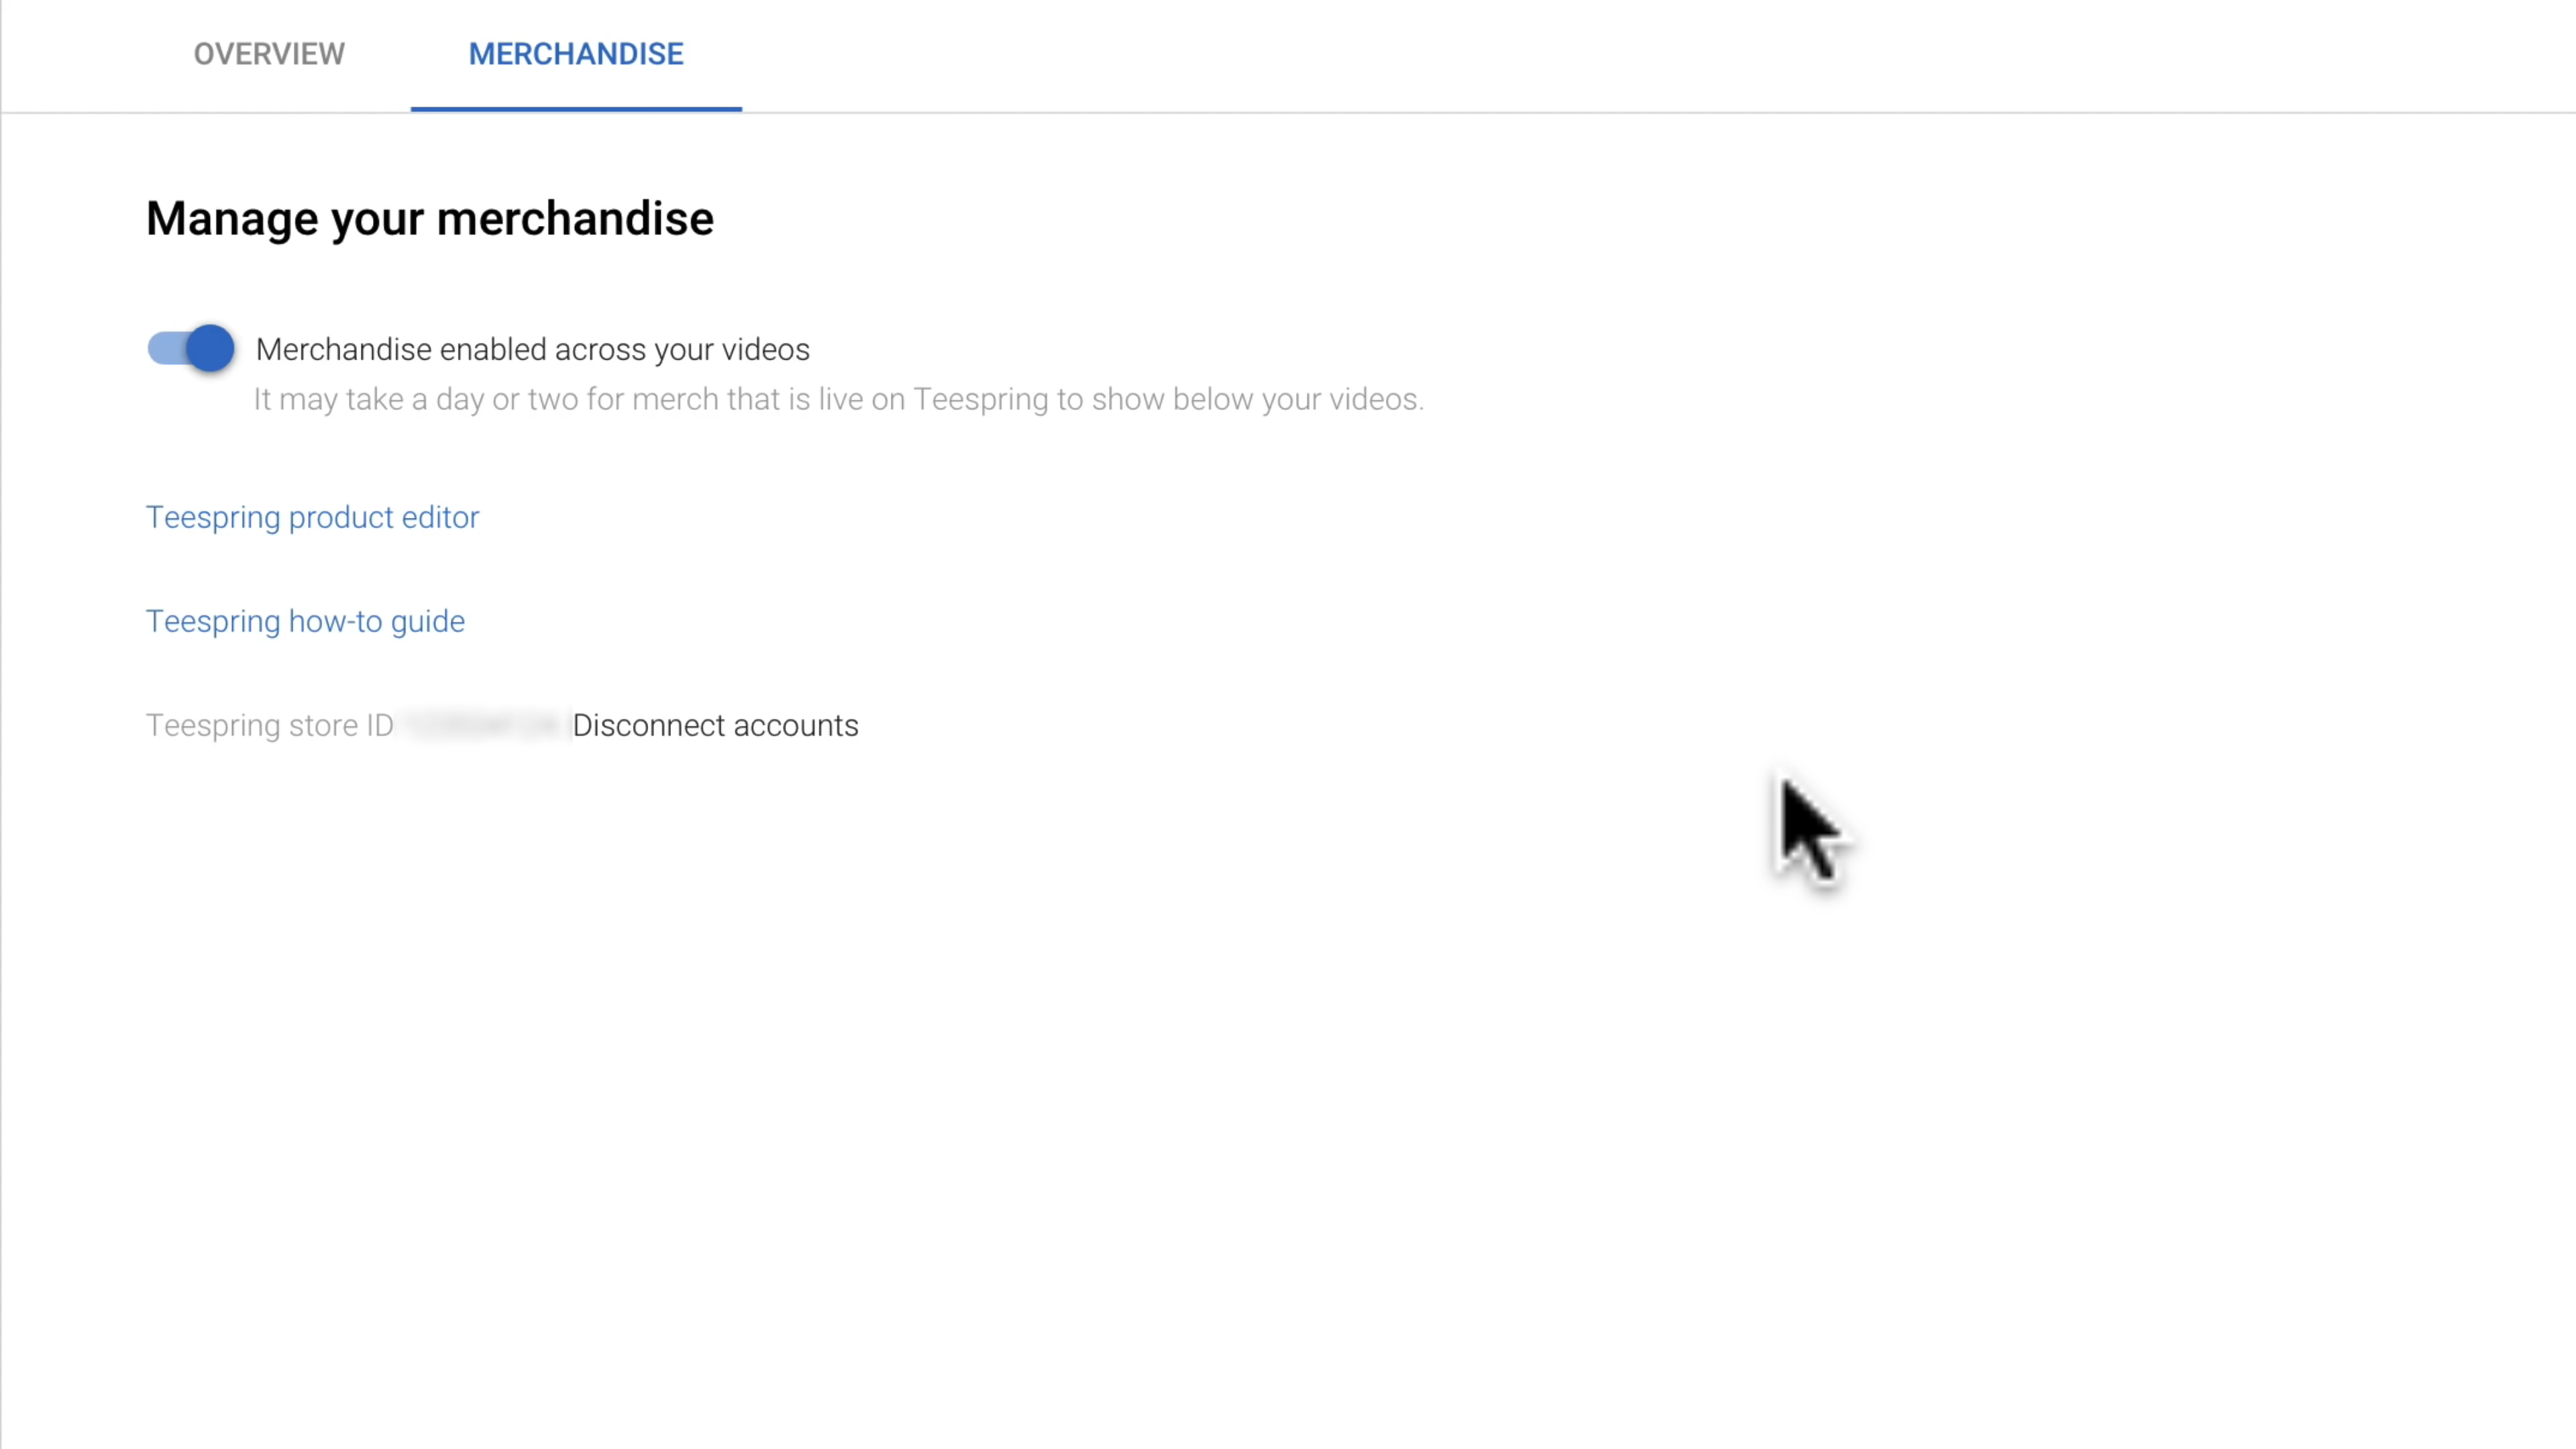 OVERVIEW MERCHANDISE
Manage your merchandise
Merchandise enabled across your videos
It may take a day or two for merch that is live on Teespring to show below your videos.
Teespring product editor
Teespring how-to guide
Teespring store ID Disconnect accounts